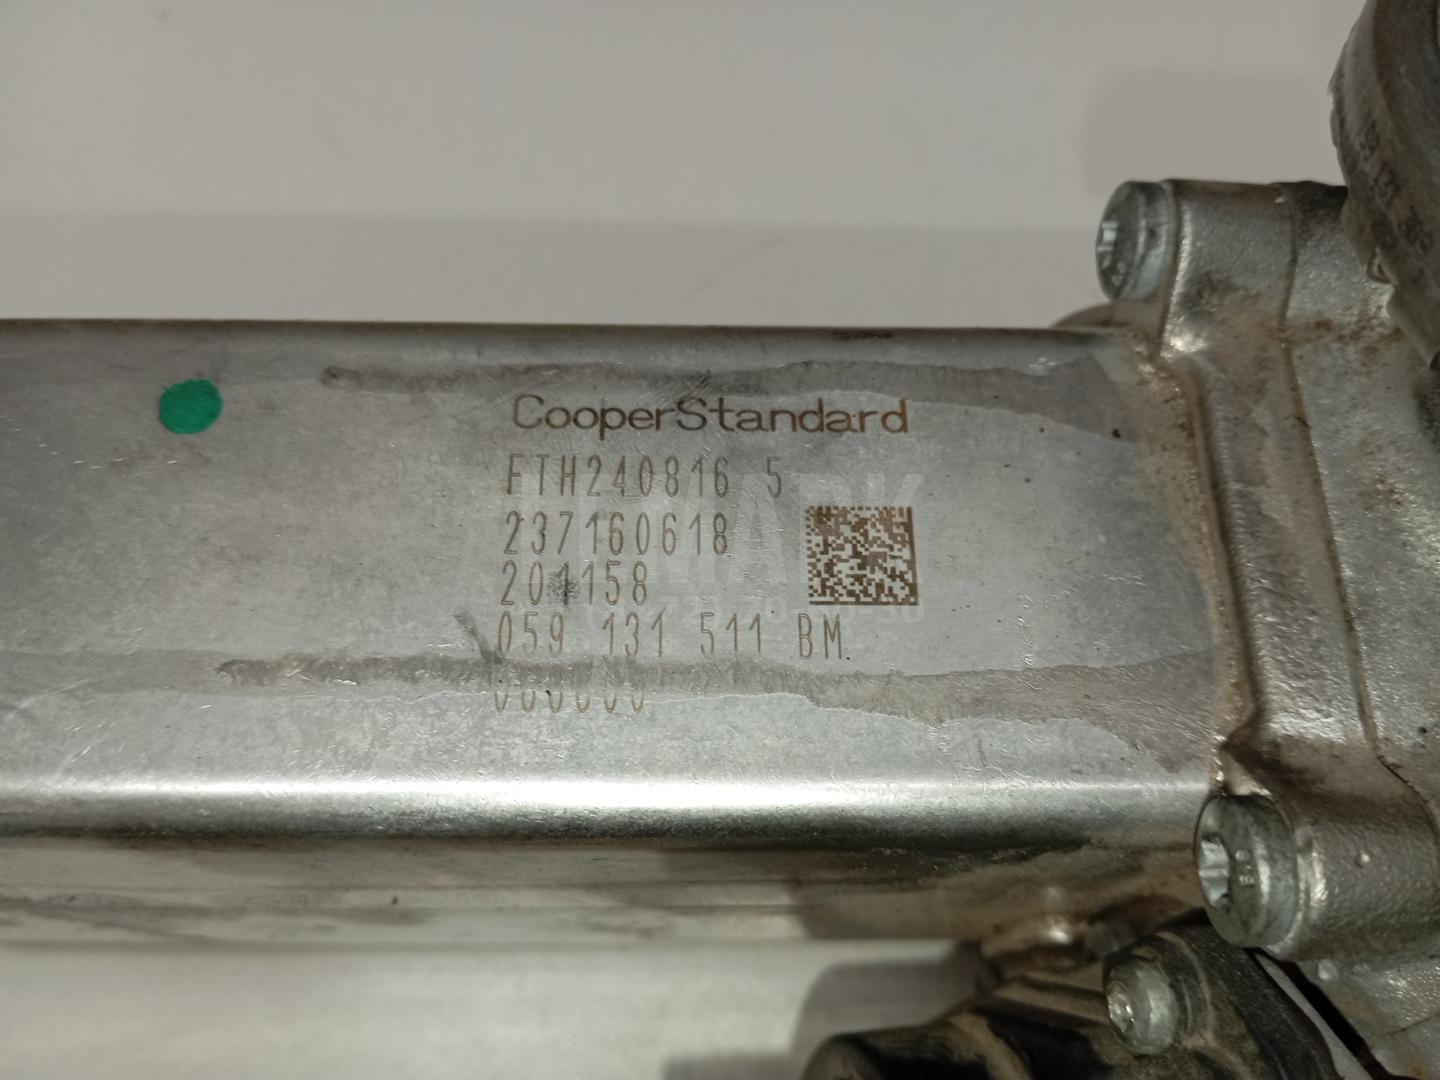 CooperStandard
FTH240816 5
237160618
201158
059 131 511 BM